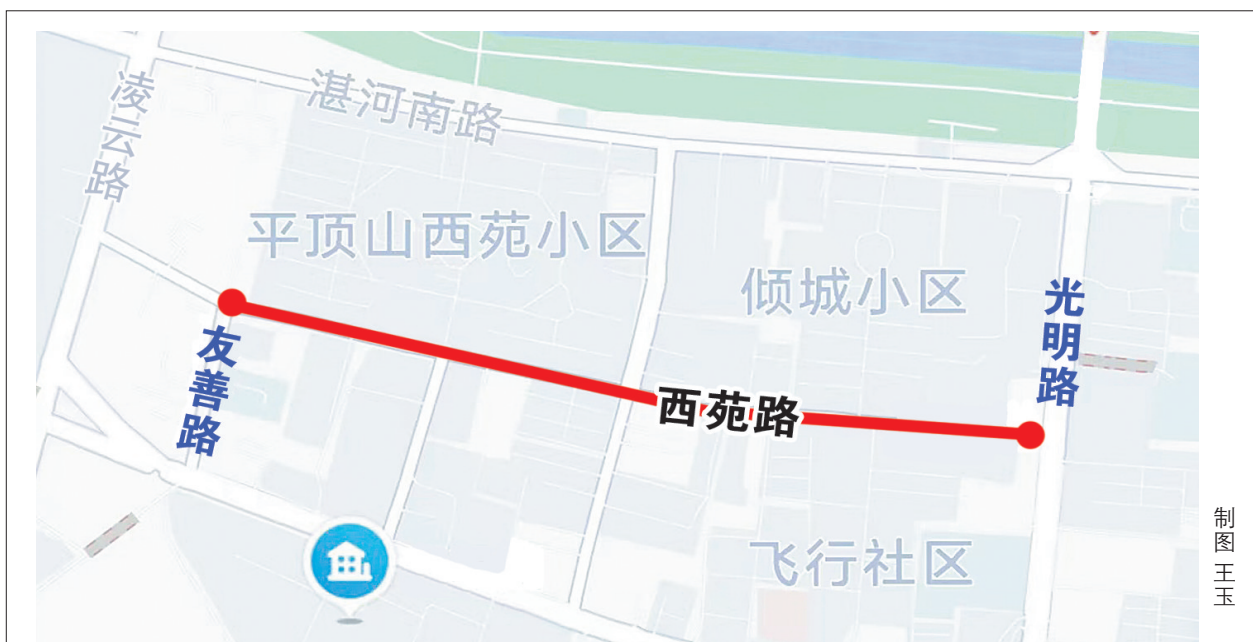 凌云路
湛河南路
平顶山西苑小区
倾城小区
光明路
友善路
西苑路
飞行社区
制图 王玉